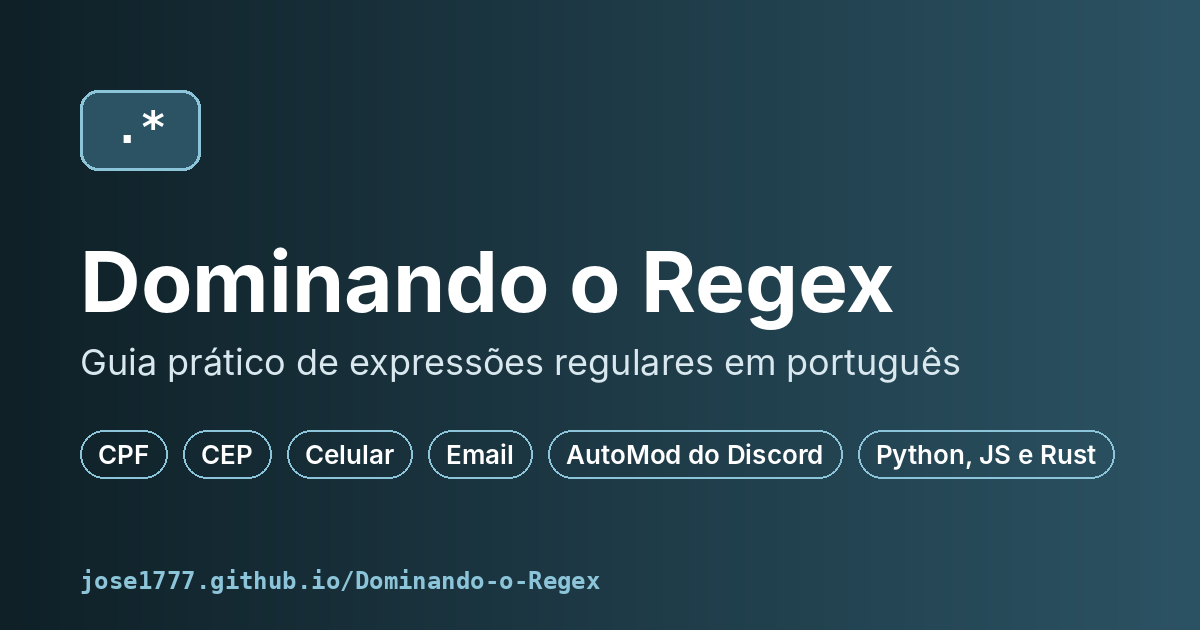 .*
Dominando o Regex
Guia prático de expressões regulares em português
CPF CEP Celular Email AutoMod do Discord Python, JS e Rust
jose1777.github.io/Dominando-o-Regex